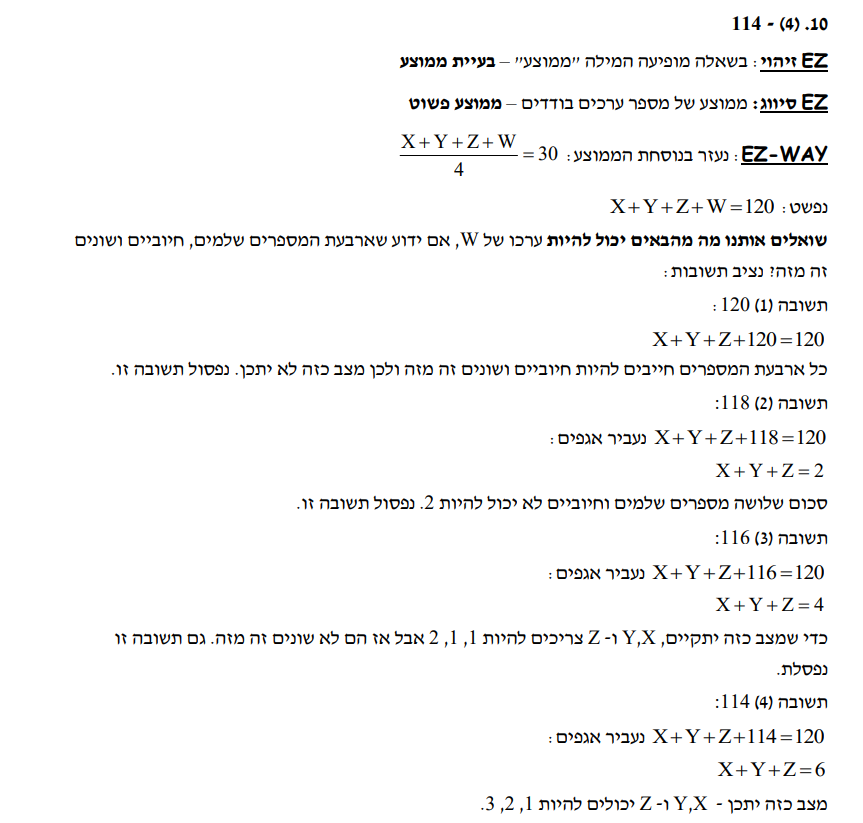 10. (4) - 114
EZ זיהוי: בשאלה מופיעה המילה "ממוצע" – בעיית ממוצע
EZ סיווג: ממוצע של מספר ערכים בודדים – ממוצע פשוט
EZ-WAY: נעזר בנוסחת הממוצע: (X+Y+Z+W)/4 = 30
נפשט: X+Y+Z+W=120
שואלים אותנו מה מהבאים יכול להיות ערכו של W, אם ידוע שארבעת המספרים שלמים, חיוביים ושונים
זה מזה? נציב תשובות:
תשובה (1) 120:
X+Y+Z+120=120
כל ארבעת המספרים חייבים להיות חיוביים ושונים זה מזה ולכן מצב כזה לא יתכן. נפסול תשובה זו.
תשובה (2) 118:
X+Y+Z+118=120 נעביר אגפים:
X+Y+Z=2
סכום שלושה מספרים שלמים וחיוביים לא יכול להיות 2. נפסול תשובה זו.
תשובה (3) 116:
X+Y+Z+116=120 נעביר אגפים:
X+Y+Z=4
כדי שמצב כזה יתקיים, Y,X ו- Z צריכים להיות 1, 1, 2 אבל אז הם לא שונים זה מזה. גם תשובה זו
נפסלת.
תשובה (4) 114:
X+Y+Z+114=120 נעביר אגפים:
X+Y+Z=6
מצב כזה יתכן - Y,X ו- Z יכולים להיות 1, 2, 3.